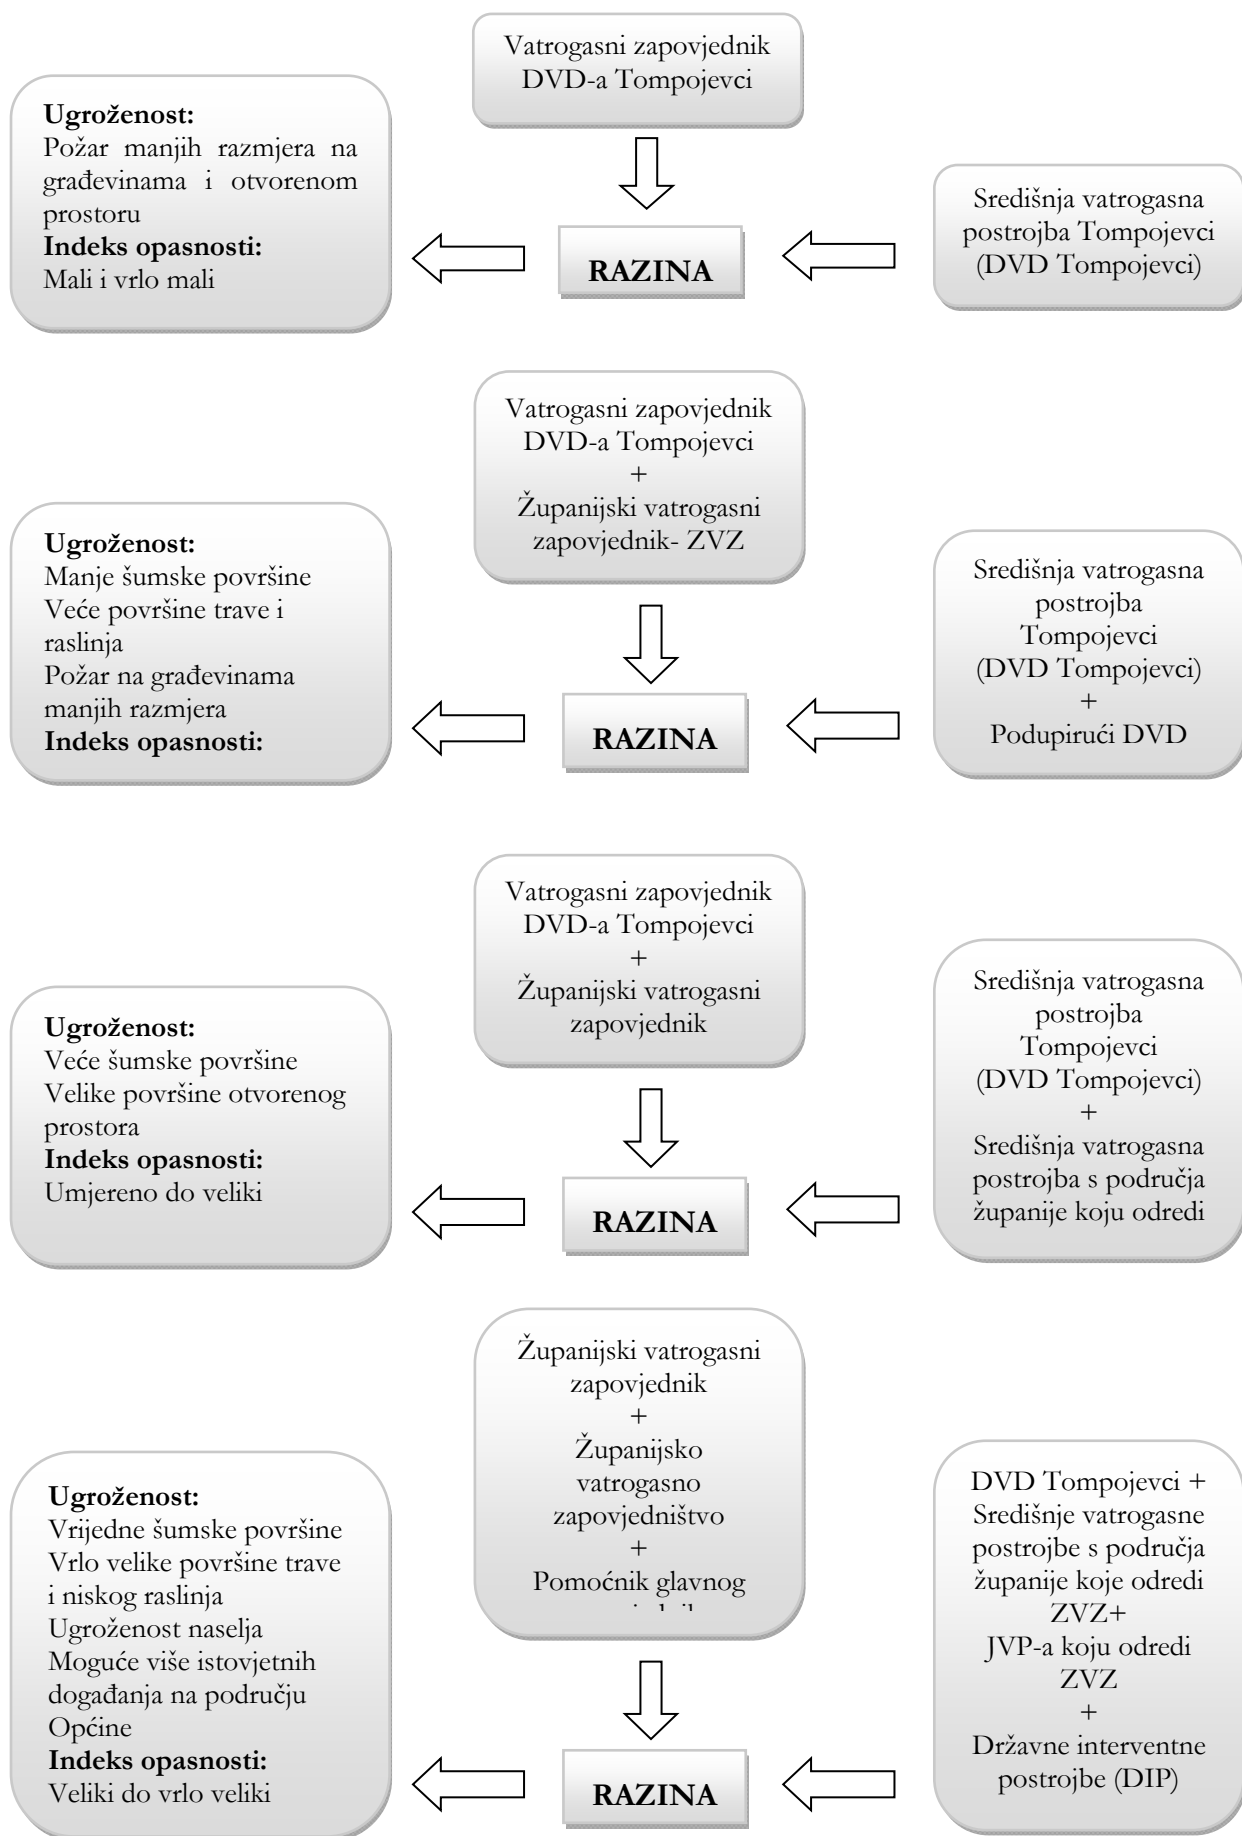 Vatrogasni zapovjednik
DVD-a Tompojevci
Ugroženost:
Požar manjih razmjera na
građevinama i otvorenom
prostoru
Indeks opasnosti:
Mali i vrlo mali
RAZINA
Središnja vatrogasna
postrojba Tompojevci
(DVD Tompojevci)
Vatrogasni zapovjednik
DVD-a Tompojevci
+
Županijski vatrogasni
zapovjednik- ZVZ
Ugroženost:
Manje šumske površine
Veće površine trave i
raslinja
Požar na građevinama
manjih razmjera
Indeks opasnosti:
RAZINA
Središnja vatrogasna
postrojba
Tompojevci
(DVD Tompojevci)
+
Podupirući DVD
Vatrogasni zapovjednik
DVD-a Tompojevci
+
Županijski vatrogasni
zapovjednik
Ugroženost:
Veće šumske površine
Velike površine otvorenog
prostora
Indeks opasnosti:
Umjereno do veliki
RAZINA
Središnja vatrogasna
postrojba
Tompojevci
(DVD Tompojevci)
+
Središnja vatrogasna
postrojba s područja
županije koju odredi
Županijski vatrogasni
zapovjednik
+
Županijsko
vatrogasno
zapovjedništvo
+
Pomoćnik glavnog
Ugroženost:
Vrijedne šumske površine
Vrlo velike površine trave
i niskog raslinja
Ugroženost naselja
Moguće više istovjetnih
događanja na području
Općine
Indeks opasnosti:
Veliki do vrlo veliki
RAZINA
DVD Tompojevci +
Središnje vatrogasne
postrojbe s područja
županije koje odredi
ZVZ+
JVP-a koju odredi
ZVZ
+
Državne interventne
postrojbe (DIP)